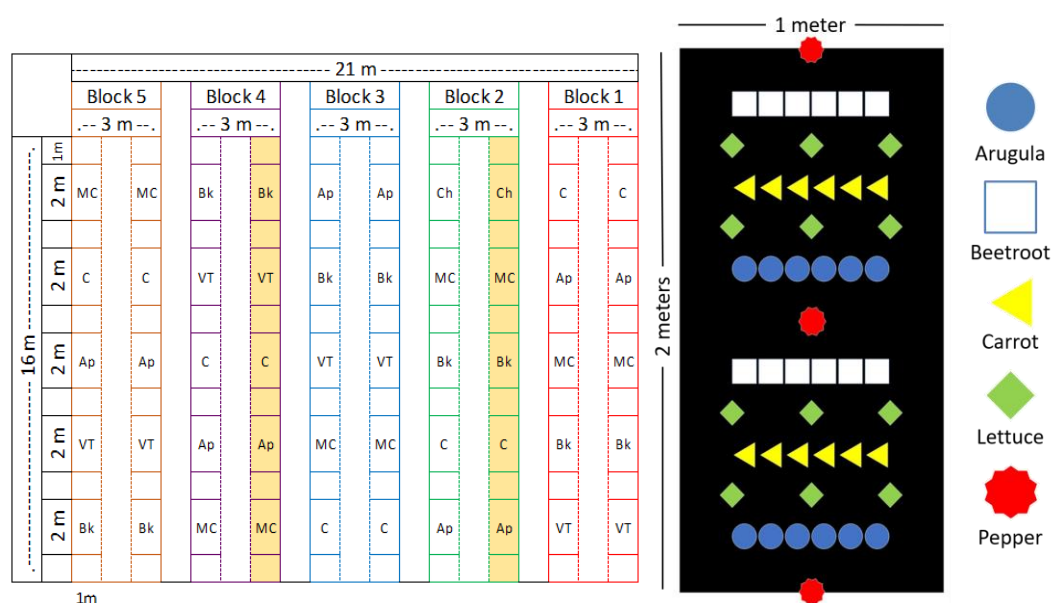 21 m
Block 5 Block 4 Block 3 Block 2 Block 1
3 m 3 m 3 m 3 m 3 m
1m
2 m MC MC Bk Bk Ap Ap Ch Ch C C
2 m C C VT VT Bk Bk MC MC Ap Ap
16 m
2 m Ap Ap C C VT VT Bk Bk MC MC
2 m VT VT Ap Ap MC MC C C Bk Bk
2 m Bk Bk MC MC C C Ap Ap VT VT
1m
1 meter
2 meters
Arugula
Beetroot
Carrot
Lettuce
Pepper